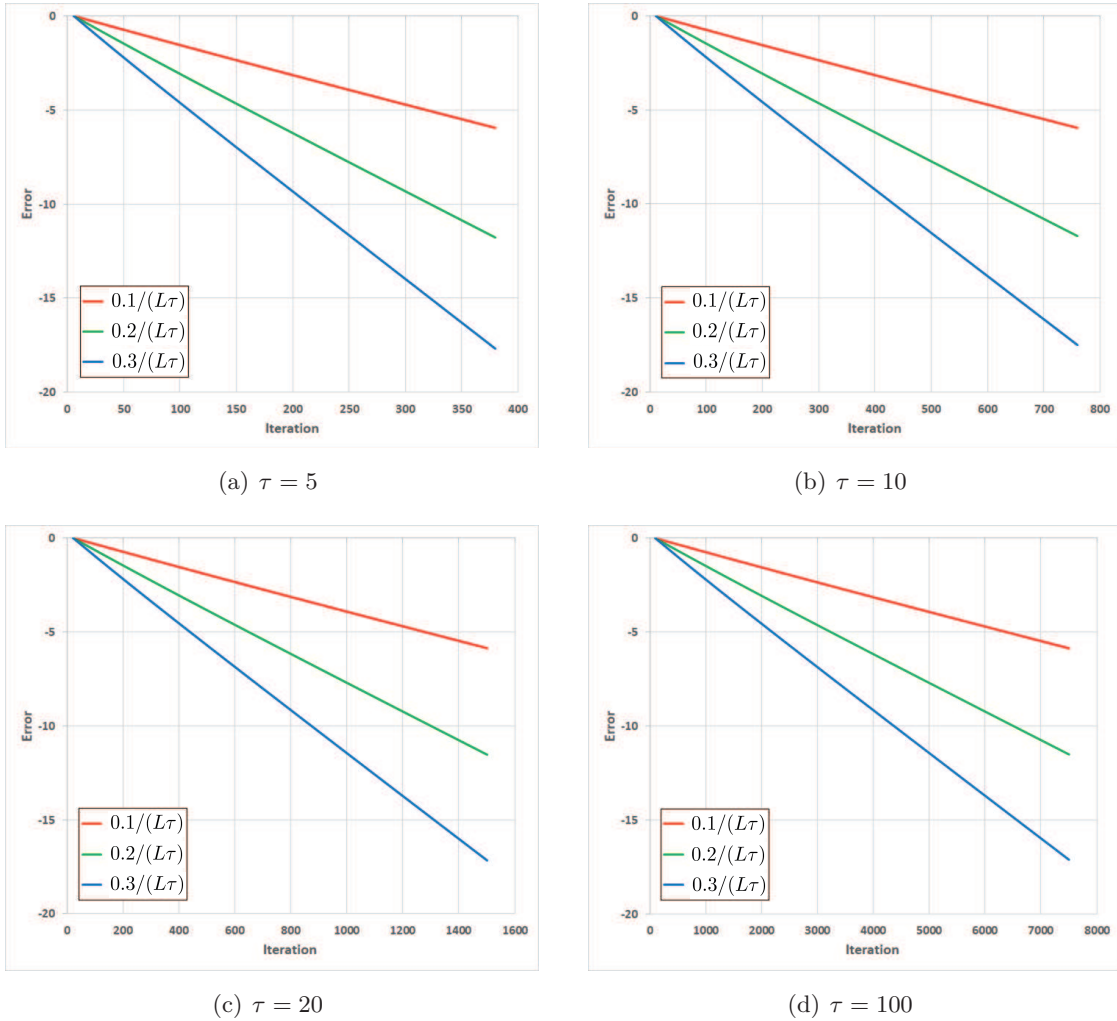 0
-5
-10
-15
-20
Error
0.1/(Lτ)
0.2/(Lτ)
0.3/(Lτ)
0 50 100 150 200 250 300 350 400
Iteration
(a) τ = 5
0
-5
-10
-15
-20
Error
0.1/(Lτ)
0.2/(Lτ)
0.3/(Lτ)
0 100 200 300 400 500 600 700 800
Iteration
(b) τ = 10
0
-5
-10
-15
-20
Error
0.1/(Lτ)
0.2/(Lτ)
0.3/(Lτ)
0 200 400 600 800 1000 1200 1400 1600
Iteration
(c) τ = 20
0
-5
-10
-15
-20
Error
0.1/(Lτ)
0.2/(Lτ)
0.3/(Lτ)
0 1000 2000 3000 4000 5000 6000 7000 8000
Iteration
(d) τ = 100